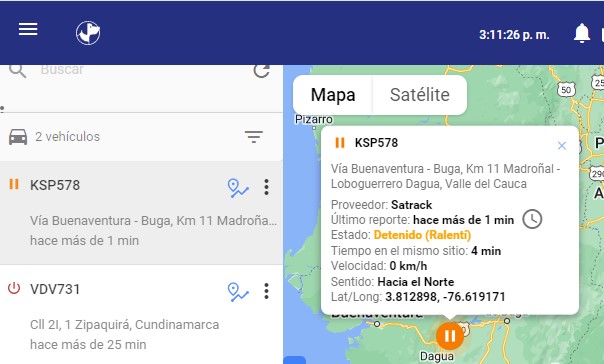 3:11:26 p. m.
Buscar
2 vehículos
KSP578
Vía Buenaventura - Buga, Km 11 Madroña...
hace más de 1 min
VDV731
Cll 2I, 1 Zipaquirá, Cundinamarca
hace más de 25 min
Mapa
Satélite
Pizarro
50
25
KSP578
Vía Buenaventura - Buga, Km 11 Madroñal -
Loboguerrero Dagua, Valle del Cauca
Proveedor: Satrack
Último reporte: hace más de 1 min
Estado: Detenido (Ralentí)
Tiempo en el mismo sitio: 4 min
Velocidad: 0 km/h
Sentido: Hacia el Norte
Lat/Long: 3.812898, -76.619171
290
Buenaventura
Dagua